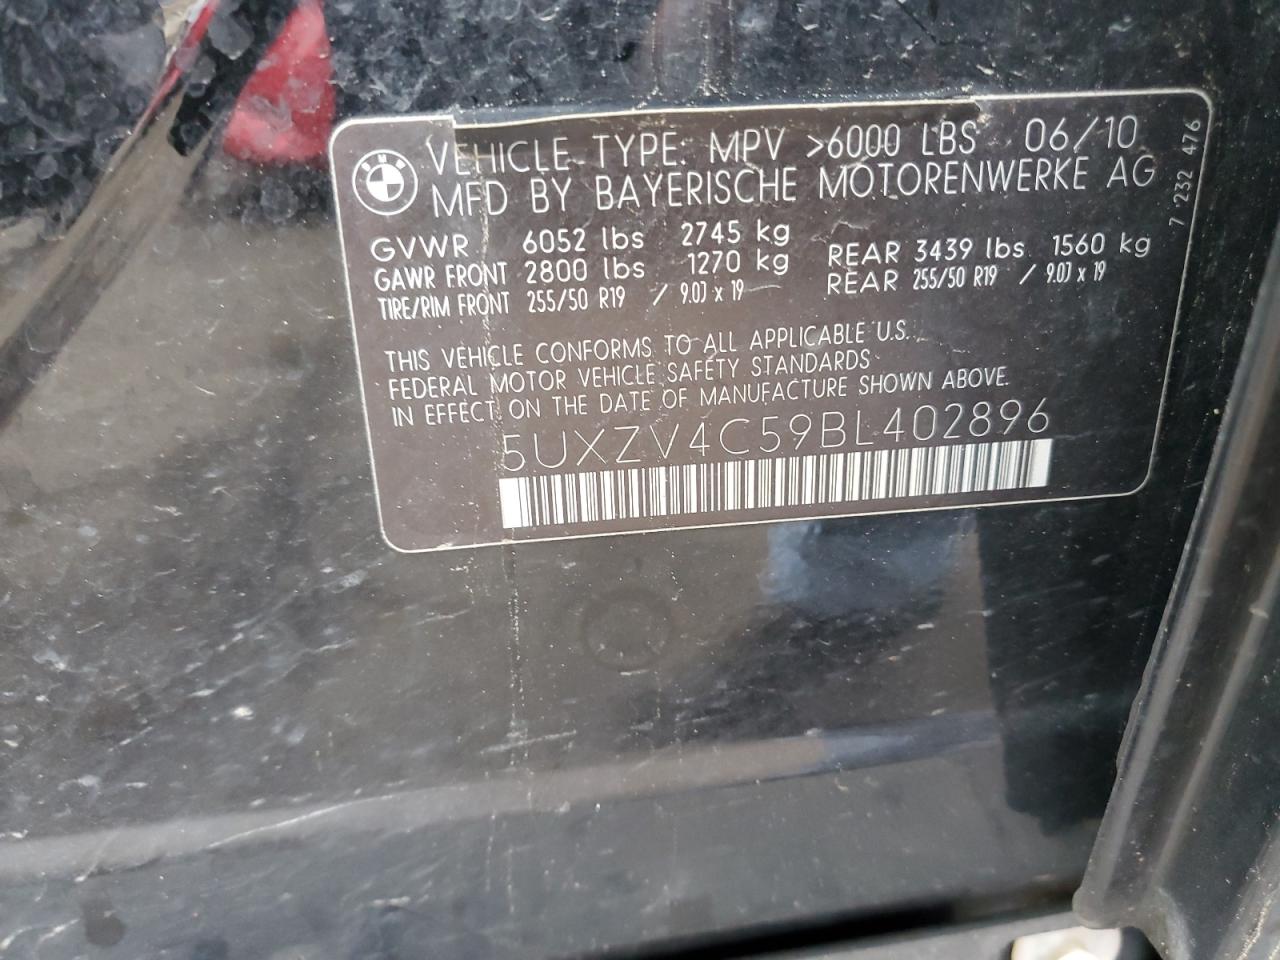 BMW
VEHICLE TYPE: MPV >6000 LBS 06/10
MFD BY BAYERISCHE MOTORENWERKE AG
GVWR 6052 lbs 2745 kg
GAWR FRONT 2800 lbs 1270 kg REAR 3439 lbs 1560 kg
TIRE/RIM FRONT 255/50 R19 / 9.0J x 19 REAR 255/50 R19 / 9.0J x 19
THIS VEHICLE CONFORMS TO ALL APPLICABLE U.S.
FEDERAL MOTOR VEHICLE SAFETY STANDARDS
IN EFFECT ON THE DATE OF MANUFACTURE SHOWN ABOVE.
5UXZV4C59BL402896
7 232 476